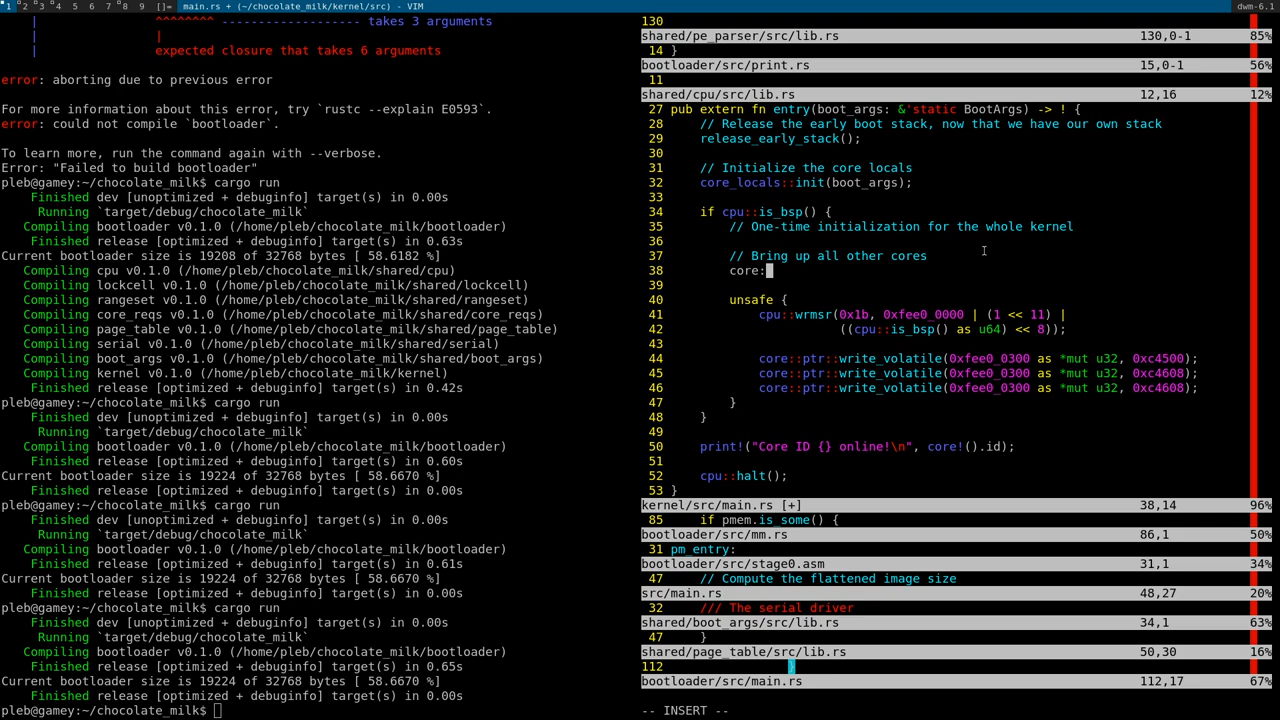 1 2 3 4 5 6 7 8 9 []= main.rs + (~/chocolate_milk/kernel/src) - VIM dwm-6.1
| ^^^^^^^^ ------------------- takes 3 arguments
| |
| expected closure that takes 6 arguments
error: aborting due to previous error
For more information about this error, try `rustc --explain E0593`.
error: could not compile `bootloader`.
To learn more, run the command again with --verbose.
Error: "Failed to build bootloader"
pleb@gamey:~/chocolate_milk$ cargo run
Finished dev [unoptimized + debuginfo] target(s) in 0.00s
Running `target/debug/chocolate_milk`
Compiling bootloader v0.1.0 (/home/pleb/chocolate_milk/bootloader)
Finished release [optimized + debuginfo] target(s) in 0.63s
Current bootloader size is 19208 of 32768 bytes [ 58.6182 %]
Compiling cpu v0.1.0 (/home/pleb/chocolate_milk/shared/cpu)
Compiling lockcell v0.1.0 (/home/pleb/chocolate_milk/shared/lockcell)
Compiling rangeset v0.1.0 (/home/pleb/chocolate_milk/shared/rangeset)
Compiling core_reqs v0.1.0 (/home/pleb/chocolate_milk/shared/core_reqs)
Compiling page_table v0.1.0 (/home/pleb/chocolate_milk/shared/page_table)
Compiling serial v0.1.0 (/home/pleb/chocolate_milk/shared/serial)
Compiling boot_args v0.1.0 (/home/pleb/chocolate_milk/shared/boot_args)
Compiling kernel v0.1.0 (/home/pleb/chocolate_milk/kernel)
Finished release [optimized + debuginfo] target(s) in 0.42s
pleb@gamey:~/chocolate_milk$ cargo run
Finished dev [unoptimized + debuginfo] target(s) in 0.00s
Running `target/debug/chocolate_milk`
Compiling bootloader v0.1.0 (/home/pleb/chocolate_milk/bootloader)
Finished release [optimized + debuginfo] target(s) in 0.60s
Current bootloader size is 19224 of 32768 bytes [ 58.6670 %]
Finished release [optimized + debuginfo] target(s) in 0.00s
pleb@gamey:~/chocolate_milk$ cargo run
Finished dev [unoptimized + debuginfo] target(s) in 0.00s
Running `target/debug/chocolate_milk`
Compiling bootloader v0.1.0 (/home/pleb/chocolate_milk/bootloader)
Finished release [optimized + debuginfo] target(s) in 0.61s
Current bootloader size is 19224 of 32768 bytes [ 58.6670 %]
Finished release [optimized + debuginfo] target(s) in 0.00s
pleb@gamey:~/chocolate_milk$ cargo run
Finished dev [unoptimized + debuginfo] target(s) in 0.00s
Running `target/debug/chocolate_milk`
Compiling bootloader v0.1.0 (/home/pleb/chocolate_milk/bootloader)
Finished release [optimized + debuginfo] target(s) in 0.65s
Current bootloader size is 19224 of 32768 bytes [ 58.6670 %]
Finished release [optimized + debuginfo] target(s) in 0.00s
pleb@gamey:~/chocolate_milk$
130
shared/pe_parser/src/lib.rs 130,0-1 85%
14 }
bootloader/src/print.rs 15,0-1 56%
11
shared/cpu/src/lib.rs 12,16 12%
27 pub extern fn entry(boot_args: &'static BootArgs) -> ! {
28 // Release the early boot stack, now that we have our own stack
29 release_early_stack();
30
31 // Initialize the core locals
32 core_locals::init(boot_args);
33
34 if cpu::is_bsp() {
35 // One-time initialization for the whole kernel
36
37 // Bring up all other cores
38 core:
39
40 unsafe {
41 cpu::wrmsr(0x1b, 0xfee0_0000 | (1 << 11) |
42 ((cpu::is_bsp() as u64) << 8));
43
44 core::ptr::write_volatile(0xfee0_0300 as *mut u32, 0xc4500);
45 core::ptr::write_volatile(0xfee0_0300 as *mut u32, 0xc4608);
46 core::ptr::write_volatile(0xfee0_0300 as *mut u32, 0xc4608);
47 }
48 }
49
50 print!("Core ID {} online!\n", core!().id);
51
52 cpu::halt();
53 }
kernel/src/main.rs [+] 38,14 96%
85 if pmem.is_some() {
bootloader/src/mm.rs 86,1 50%
31 pm_entry:
bootloader/src/stage0.asm 31,1 34%
47 // Compute the flattened image size
src/main.rs 48,27 20%
32 /// The serial driver
shared/boot_args/src/lib.rs 34,1 63%
47 }
shared/page_table/src/lib.rs 50,30 16%
112 }
bootloader/src/main.rs 112,17 67%
-- INSERT --